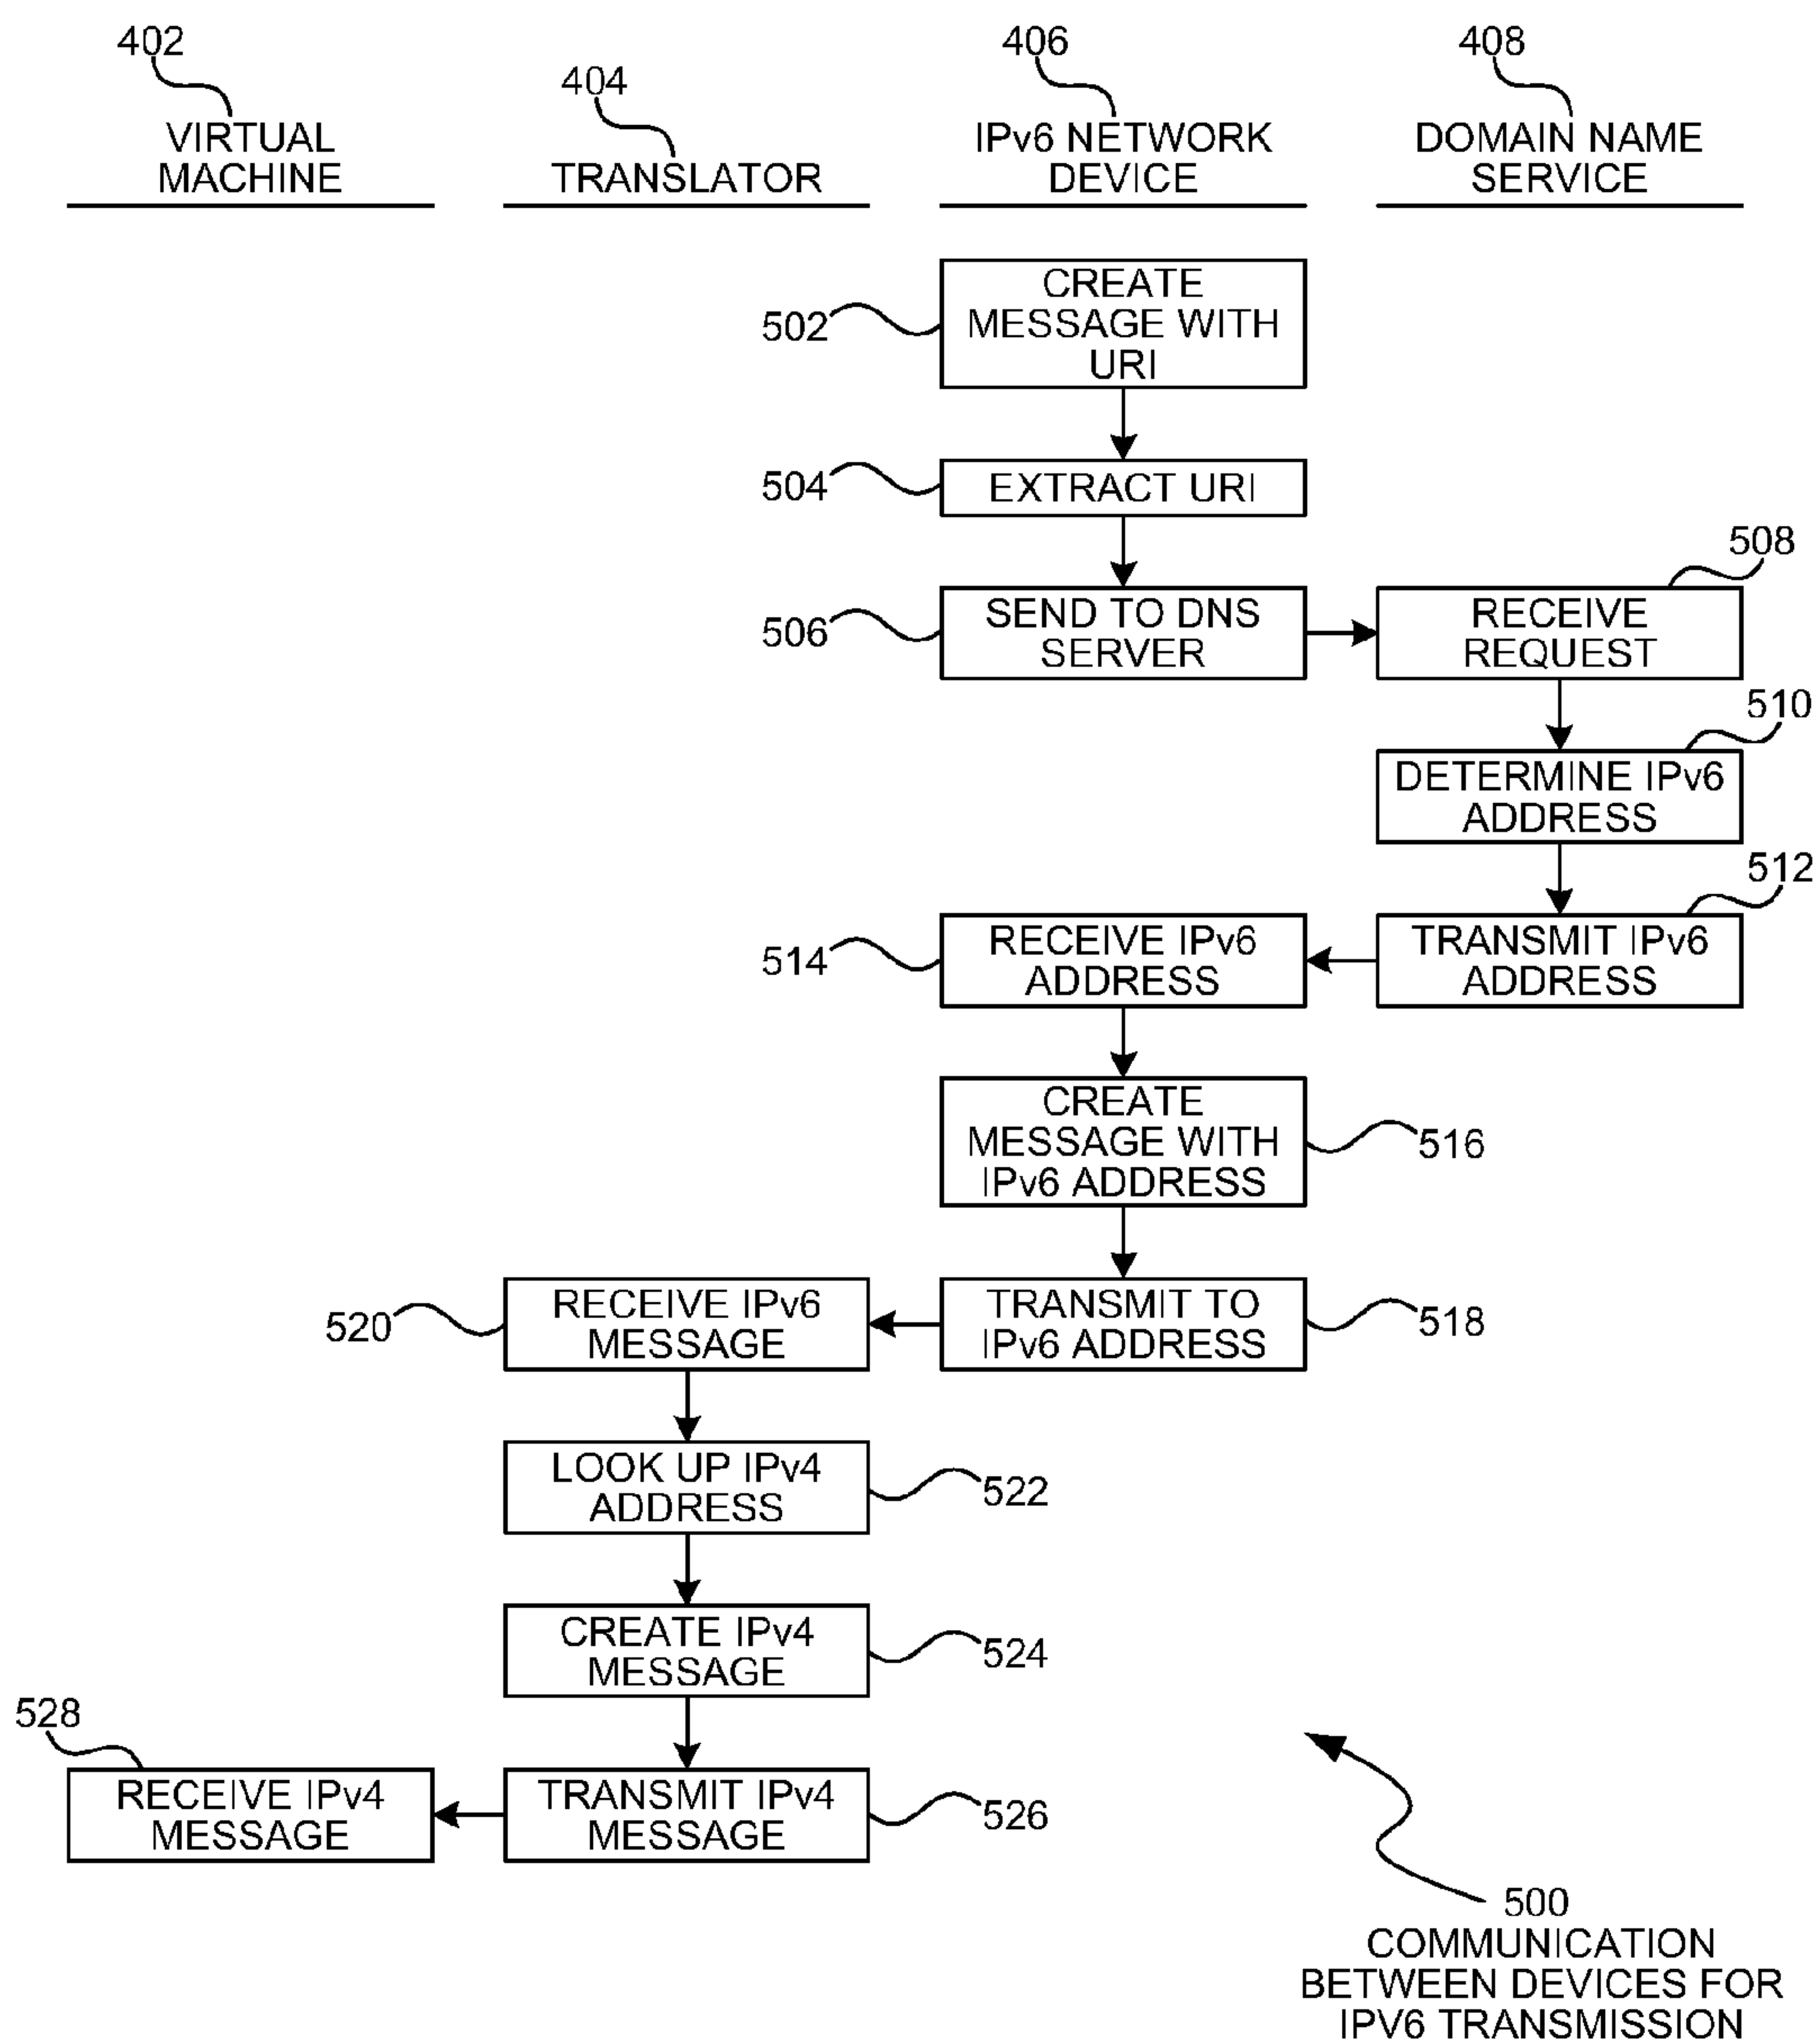 402
VIRTUAL
MACHINE
404
TRANSLATOR
406
IPv6 NETWORK
DEVICE
408
DOMAIN NAME
SERVICE
502
CREATE
MESSAGE WITH
URI
504
EXTRACT URI
506
SEND TO DNS
SERVER
508
RECEIVE
REQUEST
510
DETERMINE IPv6
ADDRESS
512
TRANSMIT IPv6
ADDRESS
514
RECEIVE IPv6
ADDRESS
CREATE
MESSAGE WITH
IPv6 ADDRESS
516
TRANSMIT TO
IPv6 ADDRESS
518
520
RECEIVE IPv6
MESSAGE
LOOK UP IPv4
ADDRESS
522
CREATE IPv4
MESSAGE
524
TRANSMIT IPv4
MESSAGE
526
528
RECEIVE IPv4
MESSAGE
500
COMMUNICATION
BETWEEN DEVICES FOR
IPV6 TRANSMISSION